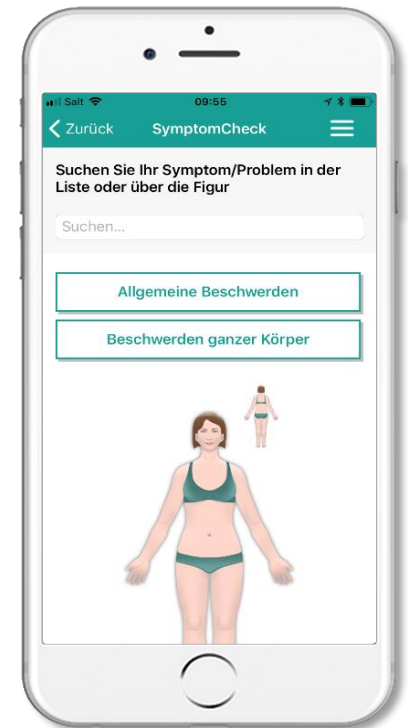 Salt 09:55
Zurück SymptomCheck
Suchen Sie Ihr Symptom/Problem in der
Liste oder über die Figur
Suchen...
Allgemeine Beschwerden
Beschwerden ganzer Körper